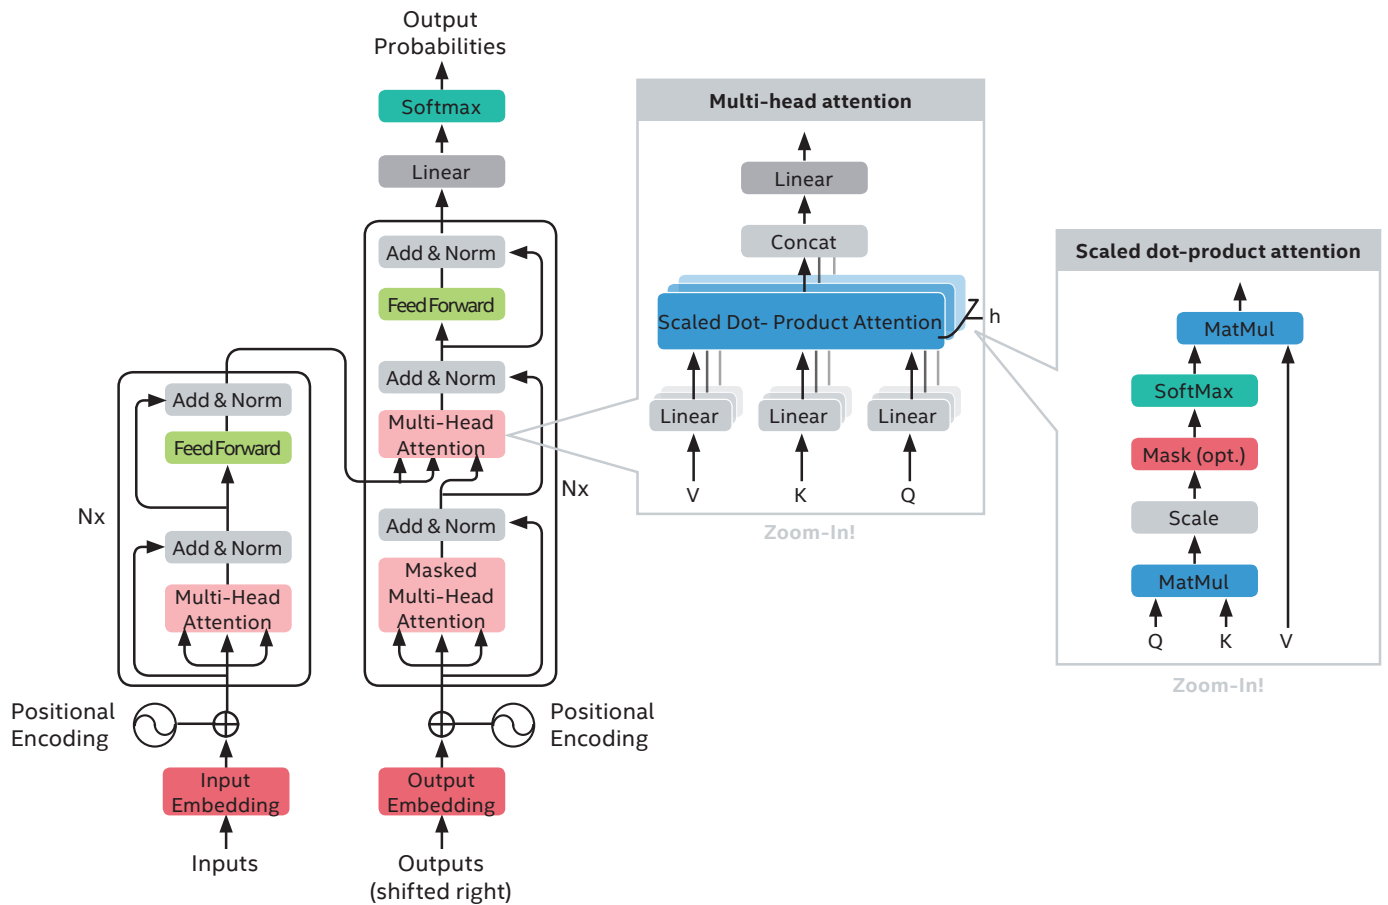 Output
Probabilities
Softmax
Linear
Add & Norm
Feed Forward
Add & Norm
Multi-Head
Attention
Nx
Add & Norm
Masked
Multi-Head
Attention
Positional
Encoding
Output
Embedding
Outputs
(shifted right)
Add & Norm
Feed Forward
Nx
Add & Norm
Multi-Head
Attention
Positional
Encoding
Input
Embedding
Inputs
Multi-head attention
Linear
Concat
Scaled Dot- Product Attention
h
Linear Linear Linear
V K Q
Zoom-In!
Scaled dot-product attention
MatMul
SoftMax
Mask (opt.)
Scale
MatMul
Q K V
Zoom-In!